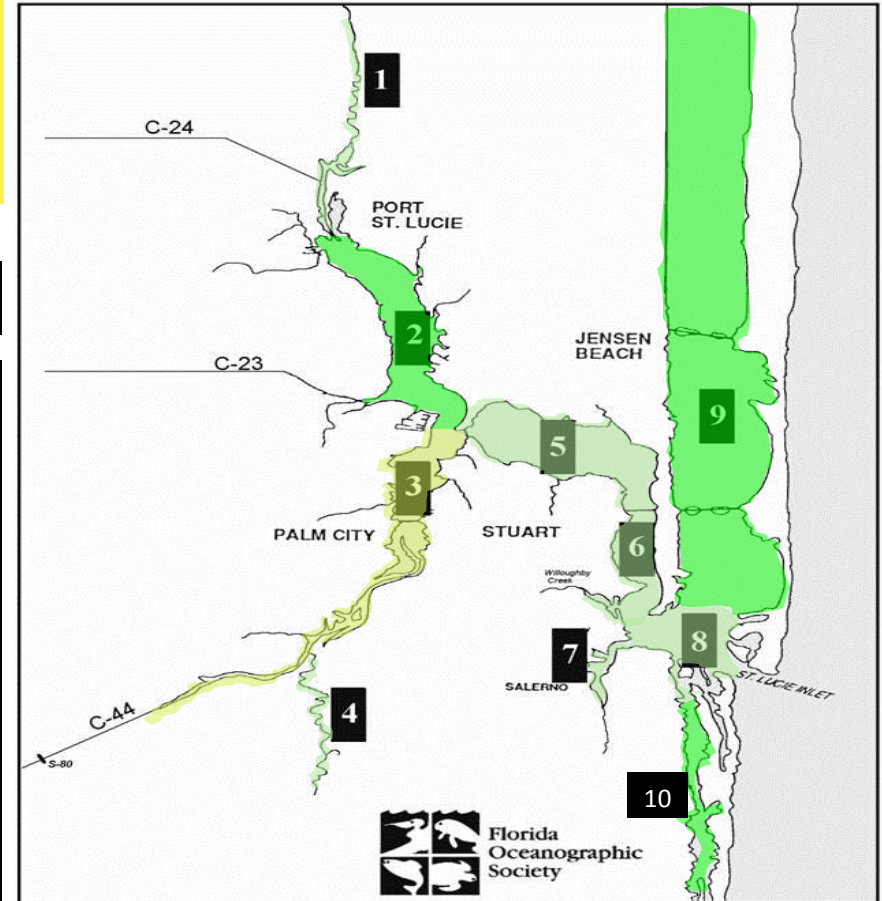 1
C-24
PORT
ST. LUCIE
2
C-23
JENSEN
BEACH
9
5
3
PALM CITY
STUART
6
Willoughby
Creek
7
8
SALERNO
ST. LUCIE INLET
4
C-44
S-80
10
Florida
Oceanographic
Society